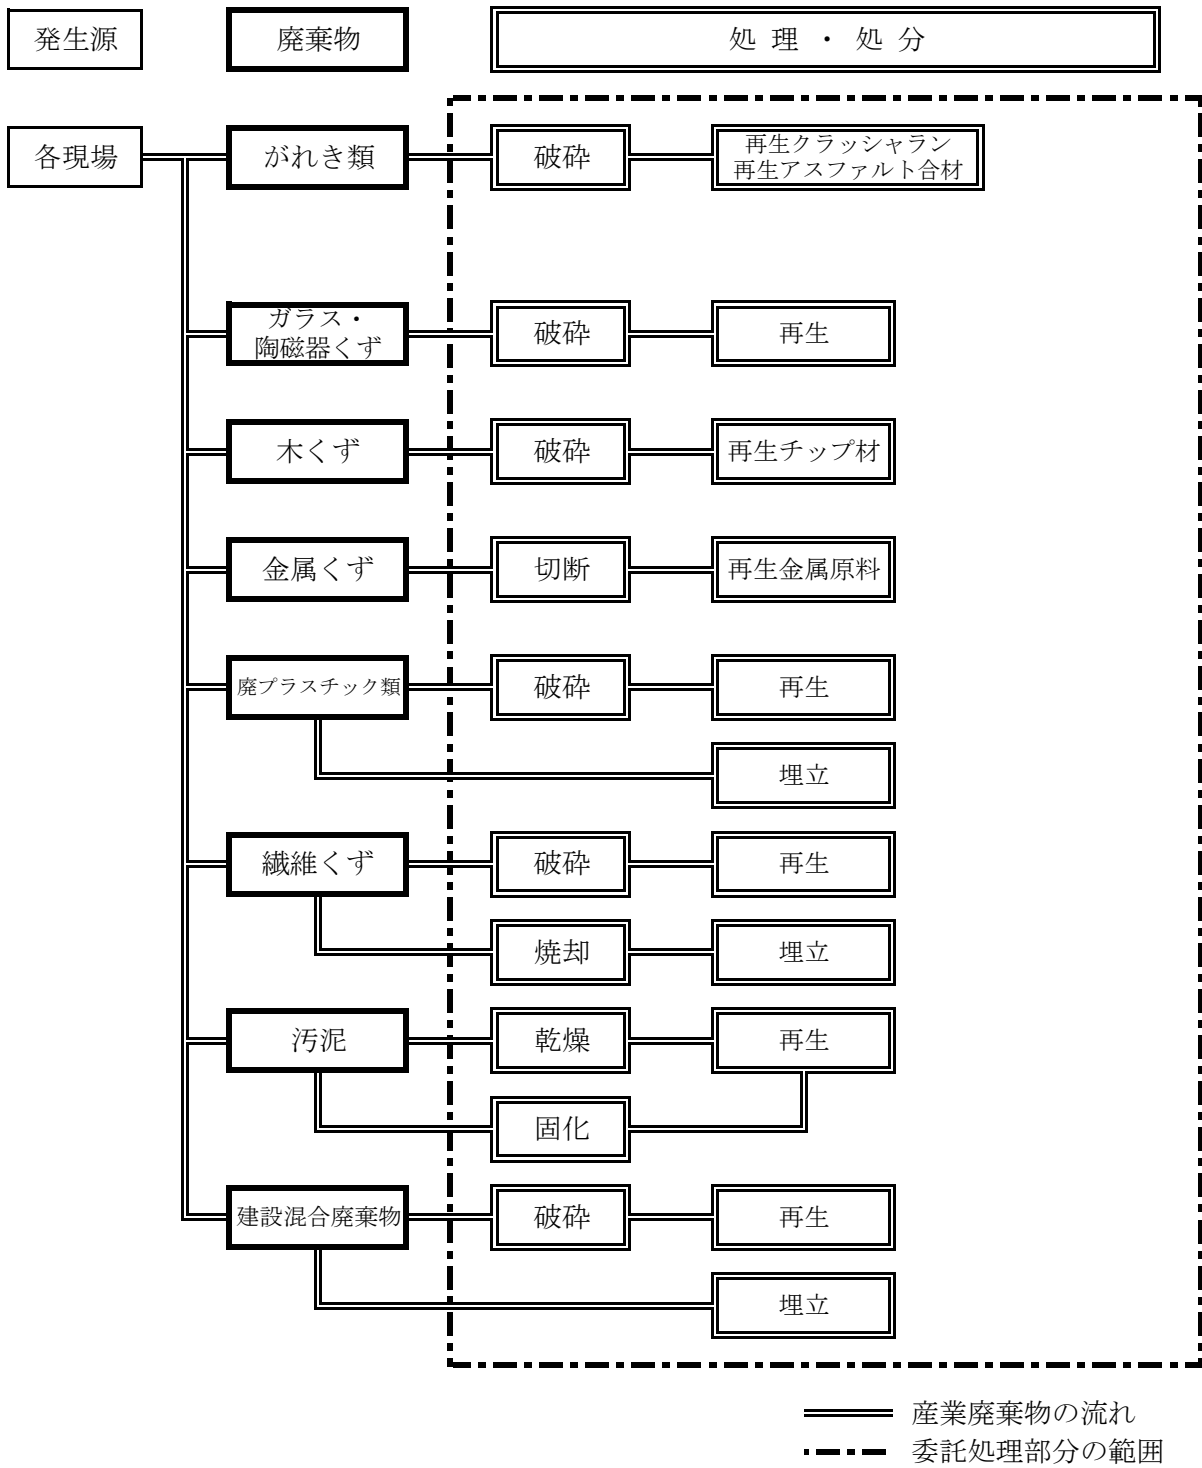 発生源
廃棄物
処理・処分
各現場
がれき類
破砕
再生クラッシャラン
再生アスファルト合材
ガラス・
陶磁器くず
破砕
再生
木くず
破砕
再生チップ材
金属くず
切断
再生金属原料
廃プラスチック類
破砕
再生
埋立
繊維くず
破砕
再生
焼却
埋立
汚泥
乾燥
再生
固化
建設混合廃棄物
破砕
再生
埋立
産業廃棄物の流れ
委託処理部分の範囲